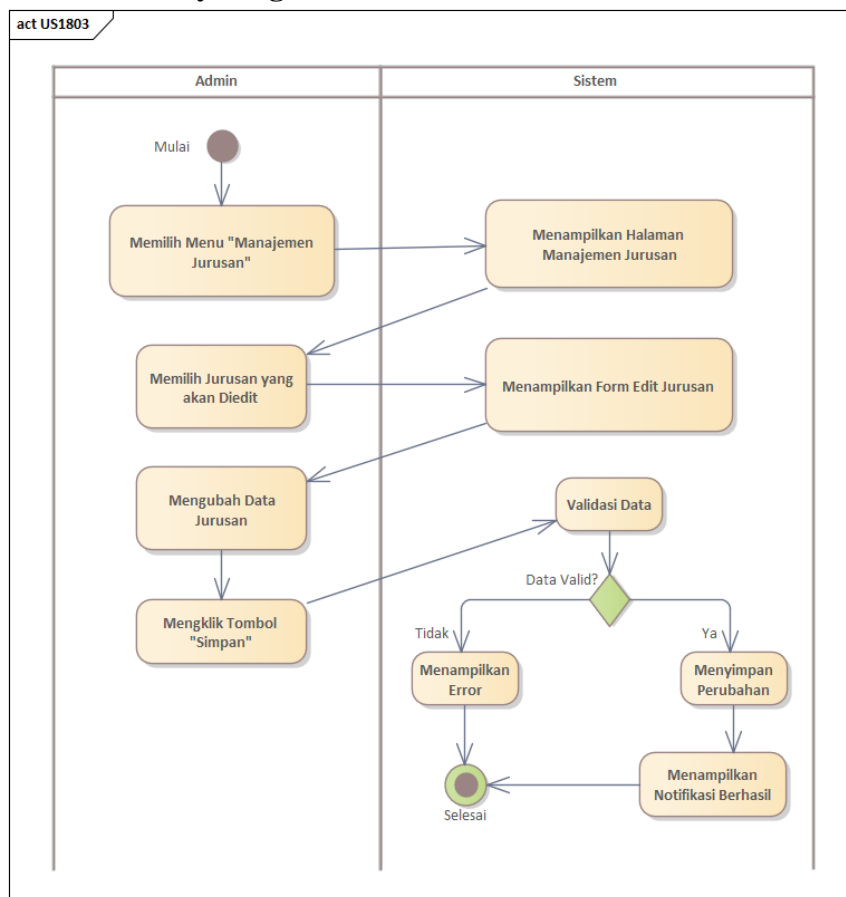 act US1803
Admin
Sistem
Mulai
Memilih Menu "Manajemen
Jurusan"
Menampilkan Halaman
Manajemen Jurusan
Memilih Jurusan yang
akan Diedit
Menampilkan Form Edit Jurusan
Mengubah Data
Jurusan
Validasi Data
Data Valid?
Mengklik Tombol
"Simpan"
Tidak
Ya
Menampilkan
Error
Menyimpan
Perubahan
Menampilkan
Notifikasi Berhasil
Selesai